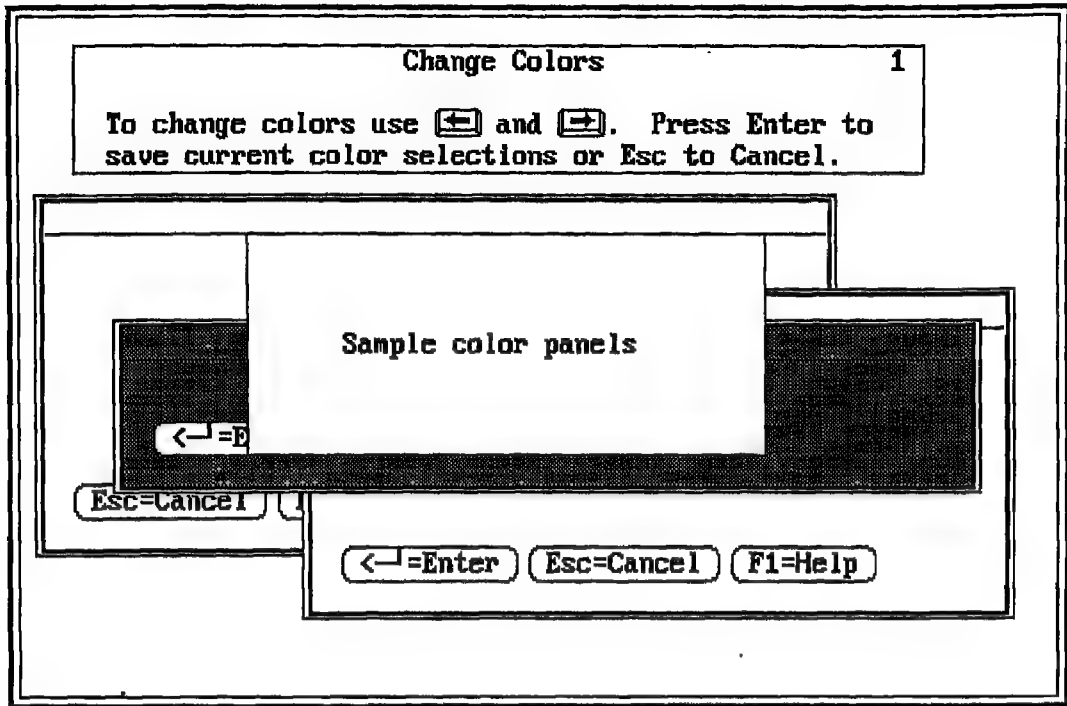 Change Colors 1
To change colors use ← and →. Press Enter to
save current color selections or Esc to Cancel.
Sample color panels
<─┘=E
Esc=Cancel
<─┘=Enter Esc=Cancel F1=Help